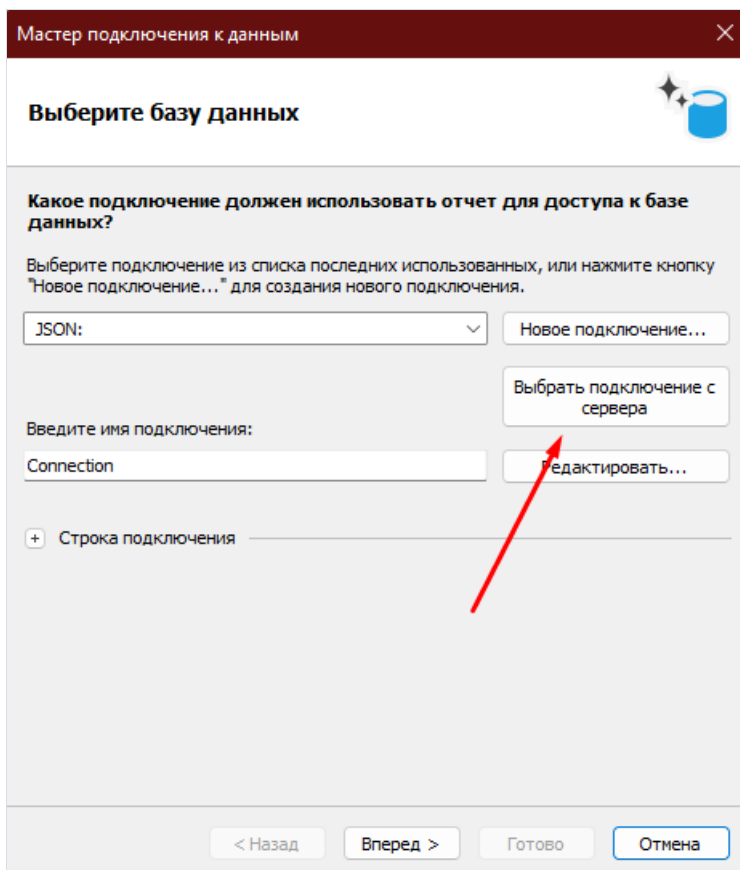 Мастер подключения к данным
Выберите базу данных
Какое подключение должен использовать отчет для доступа к базе
данных?
Выберите подключение из списка последних использованных, или нажмите кнопку
"Новое подключение..." для создания нового подключения.
JSON:
Новое подключение...
Выбрать подключение с
сервера
Введите имя подключения:
Connection
Редактировать...
Строка подключения
< Назад
Вперед >
Готово
Отмена